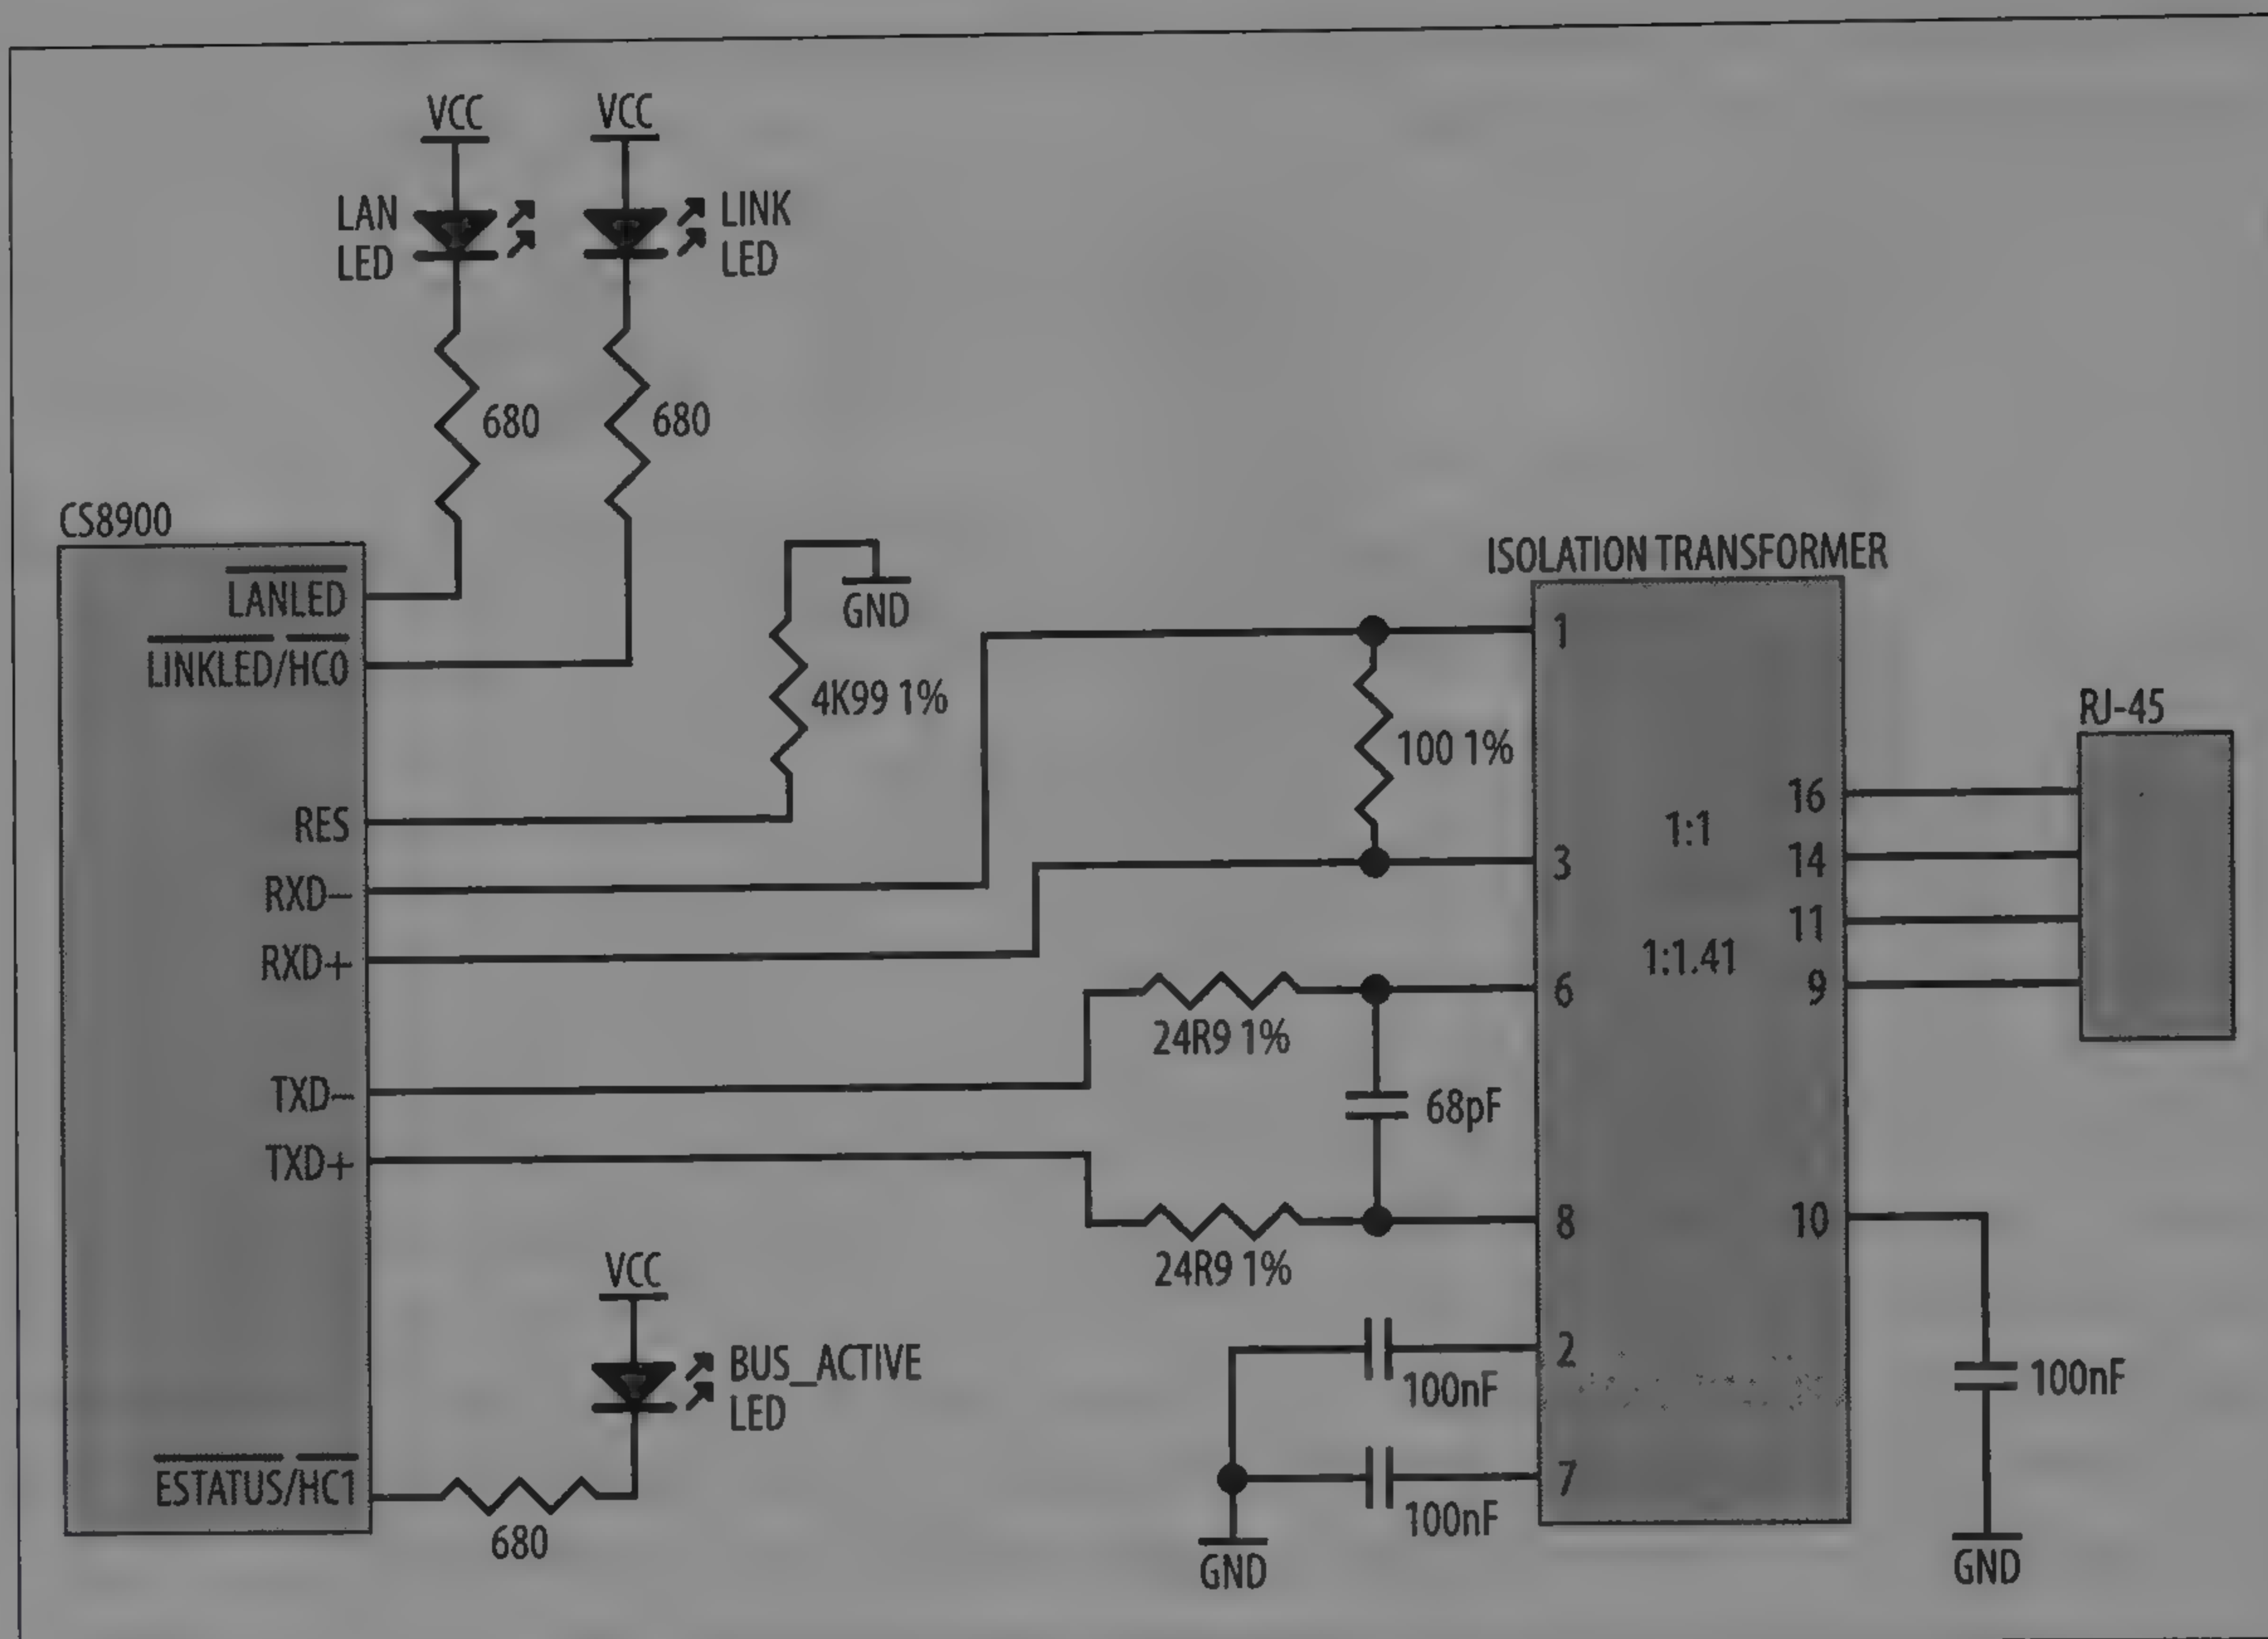 VCC
VCC
LAN
LED
LINK
LED
680
680
CS8900
LANLED
LINKLED/HC0
GND
4K99 1%
RES
RXD–
RXD+
TXD–
TXD+
ESTATUS/HC1
680
VCC
BUS_ACTIVE
LED
100 1%
24R9 1%
68pF
24R9 1%
100nF
100nF
GND
ISOLATION TRANSFORMER
1
3
6
8
2
7
1:1
1:1.41
16
14
11
9
10
RJ-45
100nF
GND